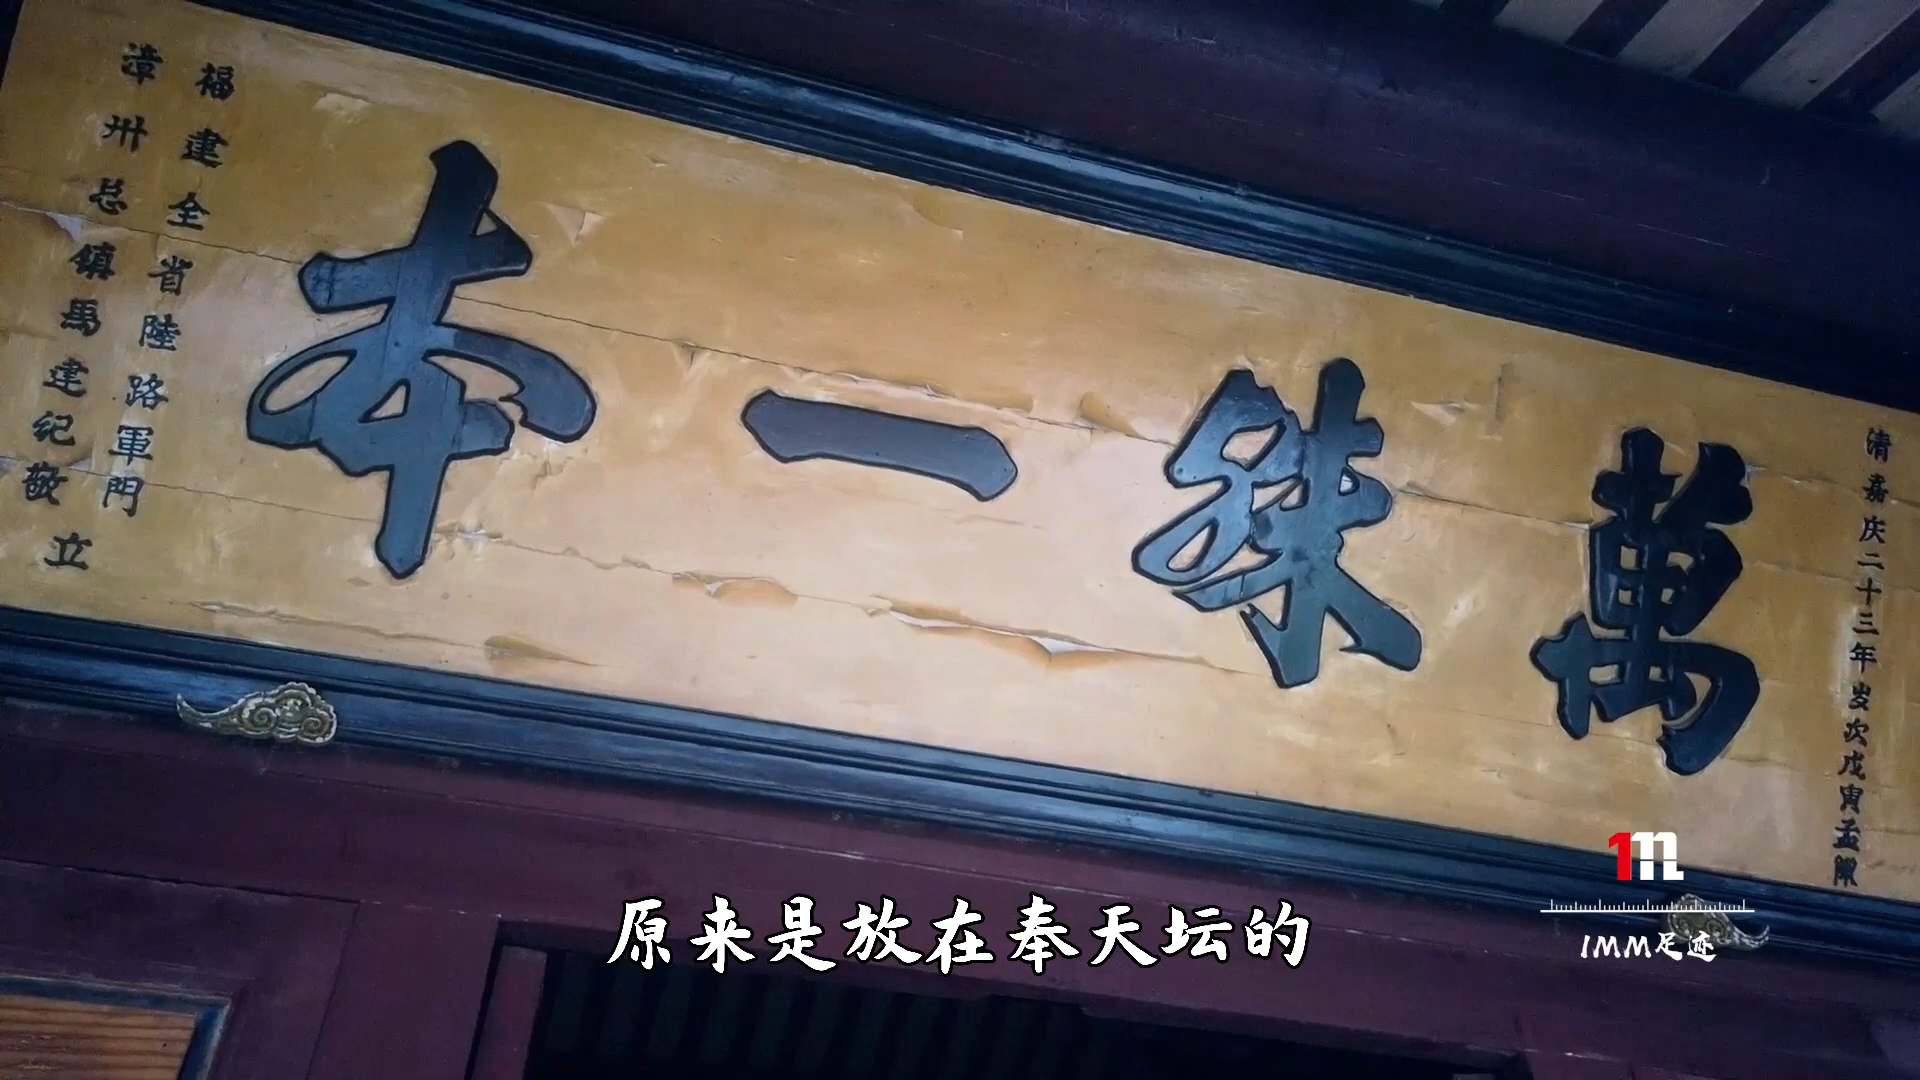 萬殊一本
清嘉庆二十三年岁次戊寅孟
福建全省陸路軍門
漳州总鎮馬建纪敬立
原来是放在奉天坛的
1m
1MM足迹